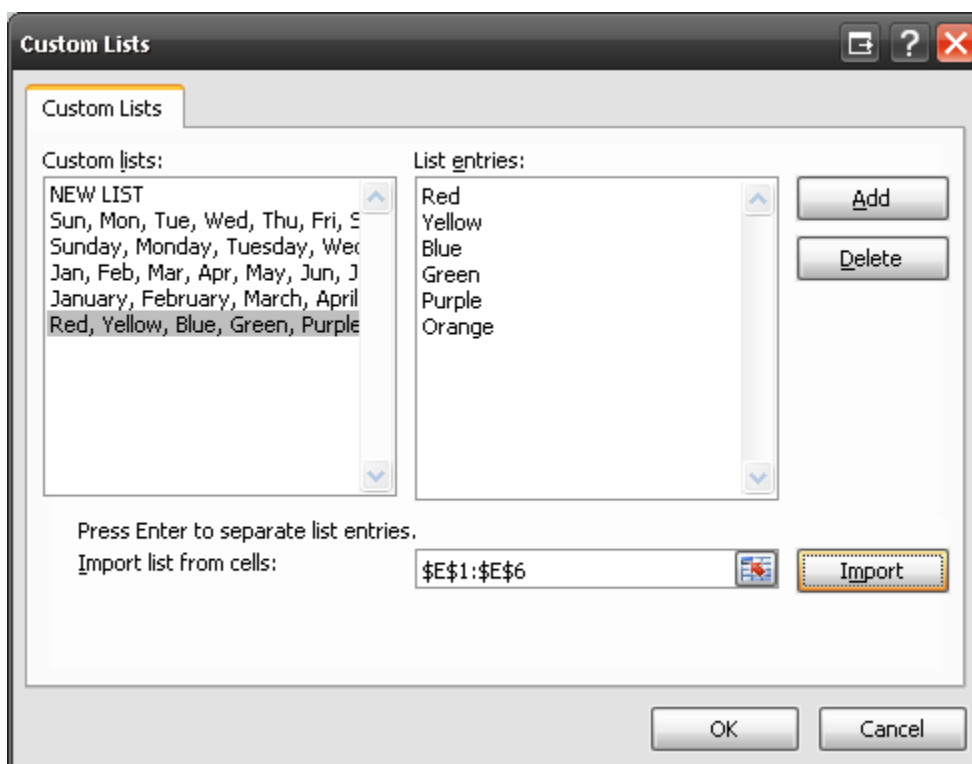 Custom Lists
Custom Lists
Custom lists:
NEW LIST
Sun, Mon, Tue, Wed, Thu, Fri, S
Sunday, Monday, Tuesday, Wed
Jan, Feb, Mar, Apr, May, Jun, J
January, February, March, April
Red, Yellow, Blue, Green, Purple
List entries:
Red
Yellow
Blue
Green
Purple
Orange
Add
Delete
Press Enter to separate list entries.
Import list from cells:
$E$1:$E$6
Import
OK
Cancel